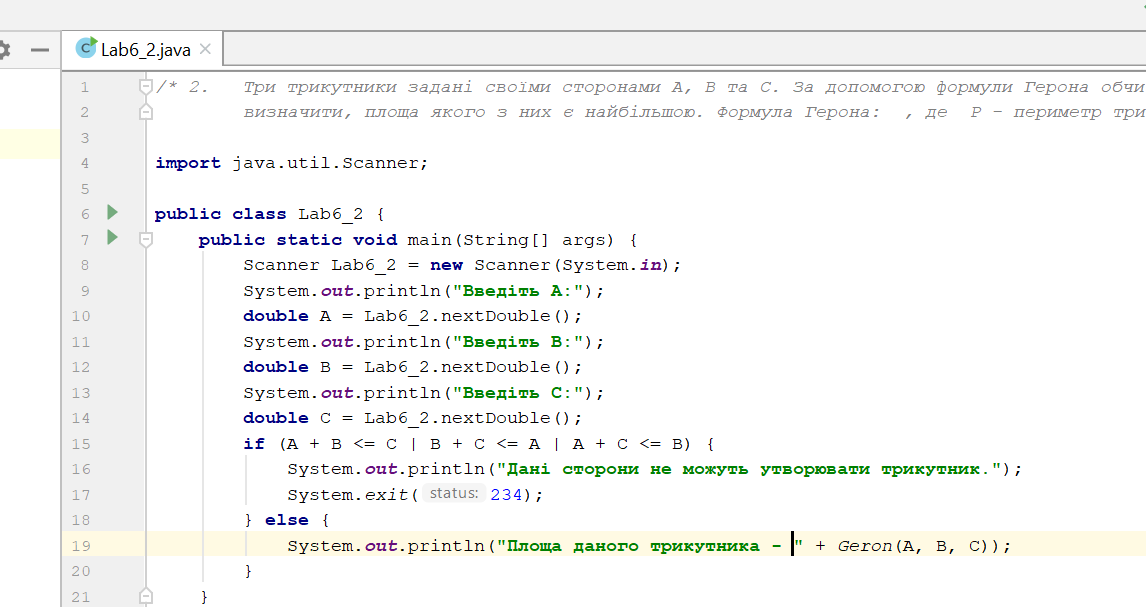 Lab6_2.java
1 /* 2. Три трикутники задані своїми сторонами A, B та C. За допомогою формули Герона обчи
2 визначити, площа якого з них є найбільшою. Формула Герона: , де P – периметр три
3
4 import java.util.Scanner;
5
6 public class Lab6_2 {
7 public static void main(String[] args) {
8 Scanner Lab6_2 = new Scanner(System.in);
9 System.out.println("Введіть A:");
10 double A = Lab6_2.nextDouble();
11 System.out.println("Введіть B:");
12 double B = Lab6_2.nextDouble();
13 System.out.println("Введіть C:");
14 double C = Lab6_2.nextDouble();
15 if (A + B <= C | B + C <= A | A + C <= B) {
16 System.out.println("Дані сторони не можуть утворювати трикутник.");
17 System.exit( status: 234);
18 } else {
19 System.out.println("Площа даного трикутника - " + Geron(A, B, C));
20 }
21 }